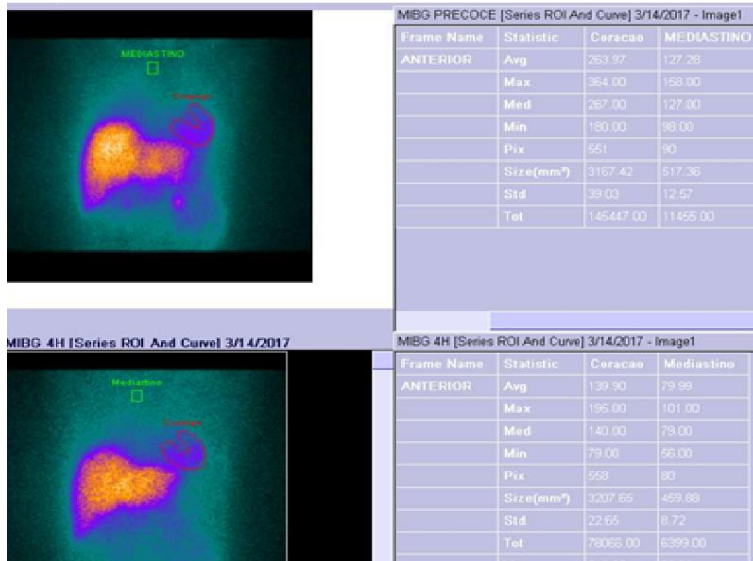 MIBG PRECOCE [Series ROI And Curve] 3/14/2017 - Image1
MEDIASTINO
Coracao
Frame Name Statistic Coracao MEDIASTINO
ANTERIOR Avg 263.97 127.28
Max 364.00 158.00
Med 267.00 127.00
Min 180.00 98.00
Pix 551 90
Size(mm²) 3167.42 517.36
Std 39.03 12.57
Tot 145447.00 11455.00
MIBG 4H [Series ROI And Curve] 3/14/2017
Mediastino
Coracao
MIBG 4H [Series ROI And Curve] 3/14/2017 - Image1
Frame Name Statistic Coracao Mediastino
ANTERIOR Avg 139.90 79.99
Max 195.00 101.00
Med 140.00 79.00
Min 79.00 56.00
Pix 558 80
Size(mm²) 3207.65 459.88
Std 22.65 8.72
Tot 78066.00 6399.00